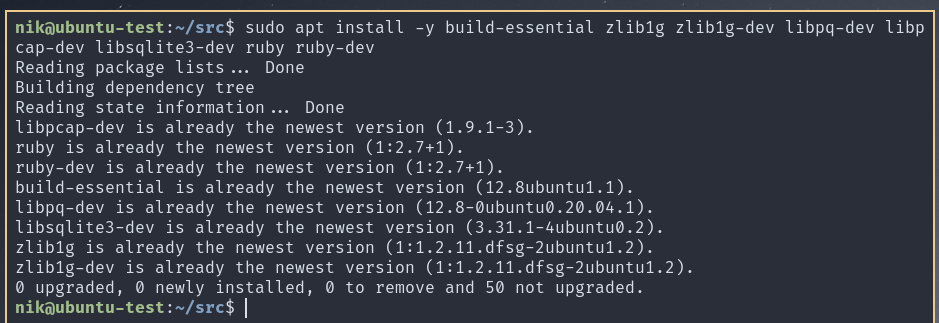 nik@ubuntu-test:~/src$ sudo apt install -y build-essential zlib1g zlib1g-dev libpq-dev libp
cap-dev libsqlite3-dev ruby ruby-dev
Reading package lists... Done
Building dependency tree
Reading state information... Done
libpcap-dev is already the newest version (1.9.1-3).
ruby is already the newest version (1:2.7+1).
ruby-dev is already the newest version (1:2.7+1).
build-essential is already the newest version (12.8ubuntu1.1).
libpq-dev is already the newest version (12.8-0ubuntu0.20.04.1).
libsqlite3-dev is already the newest version (3.31.1-4ubuntu0.2).
zlib1g is already the newest version (1:1.2.11.dfsg-2ubuntu1.2).
zlib1g-dev is already the newest version (1:1.2.11.dfsg-2ubuntu1.2).
0 upgraded, 0 newly installed, 0 to remove and 50 not upgraded.
nik@ubuntu-test:~/src$